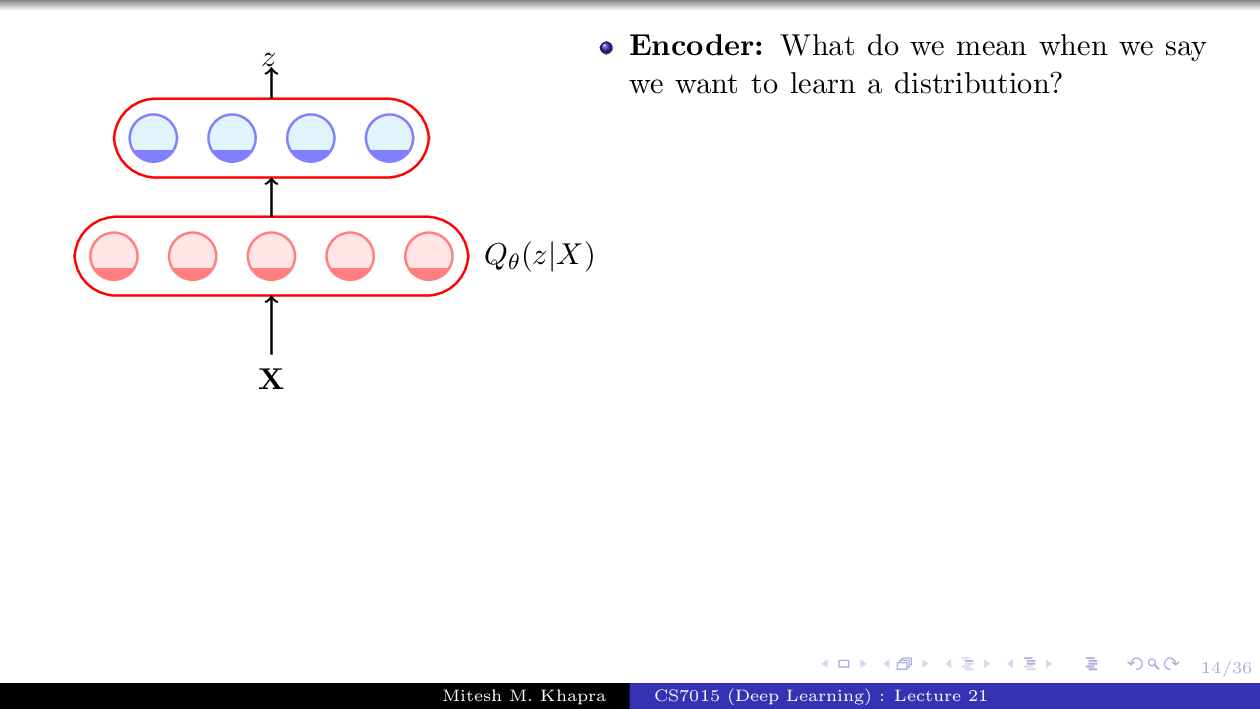 z
Q_θ(z|X)
X
Encoder: What do we mean when we say
we want to learn a distribution?
14/36
Mitesh M. Khapra
CS7015 (Deep Learning) : Lecture 21